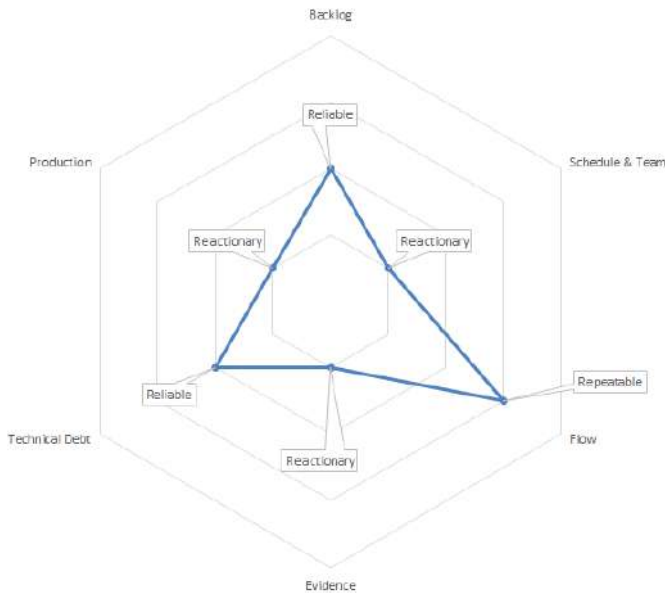 Backlog
Reliable
Production
Schedule & Team
Reactionary
Reactionary
Repeatable
Reliable
Technical Debt
Flow
Reactionary
Evidence